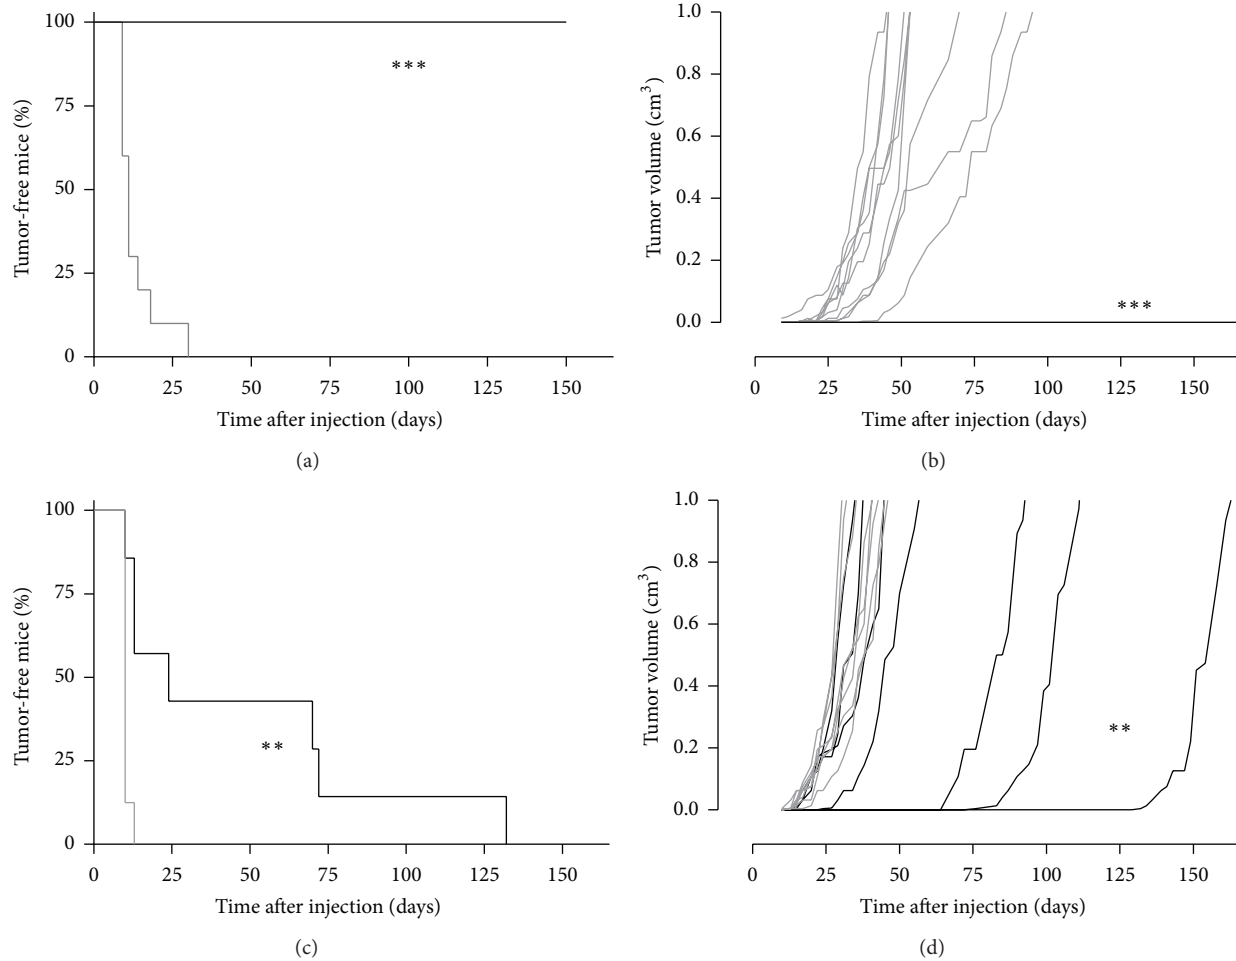 100
75
50
25
0
Tumor-free mice (%)
***
0 25 50 75 100 125 150
Time after injection (days)
(a)
1.0
0.8
0.6
0.4
0.2
0.0
Tumor volume (cm³)
***
0 25 50 75 100 125 150
Time after injection (days)
(b)
100
75
50
25
0
Tumor-free mice (%)
**
0 25 50 75 100 125 150
Time after injection (days)
(c)
1.0
0.8
0.6
0.4
0.2
0.0
Tumor volume (cm³)
**
0 25 50 75 100 125 150
Time after injection (days)
(d)